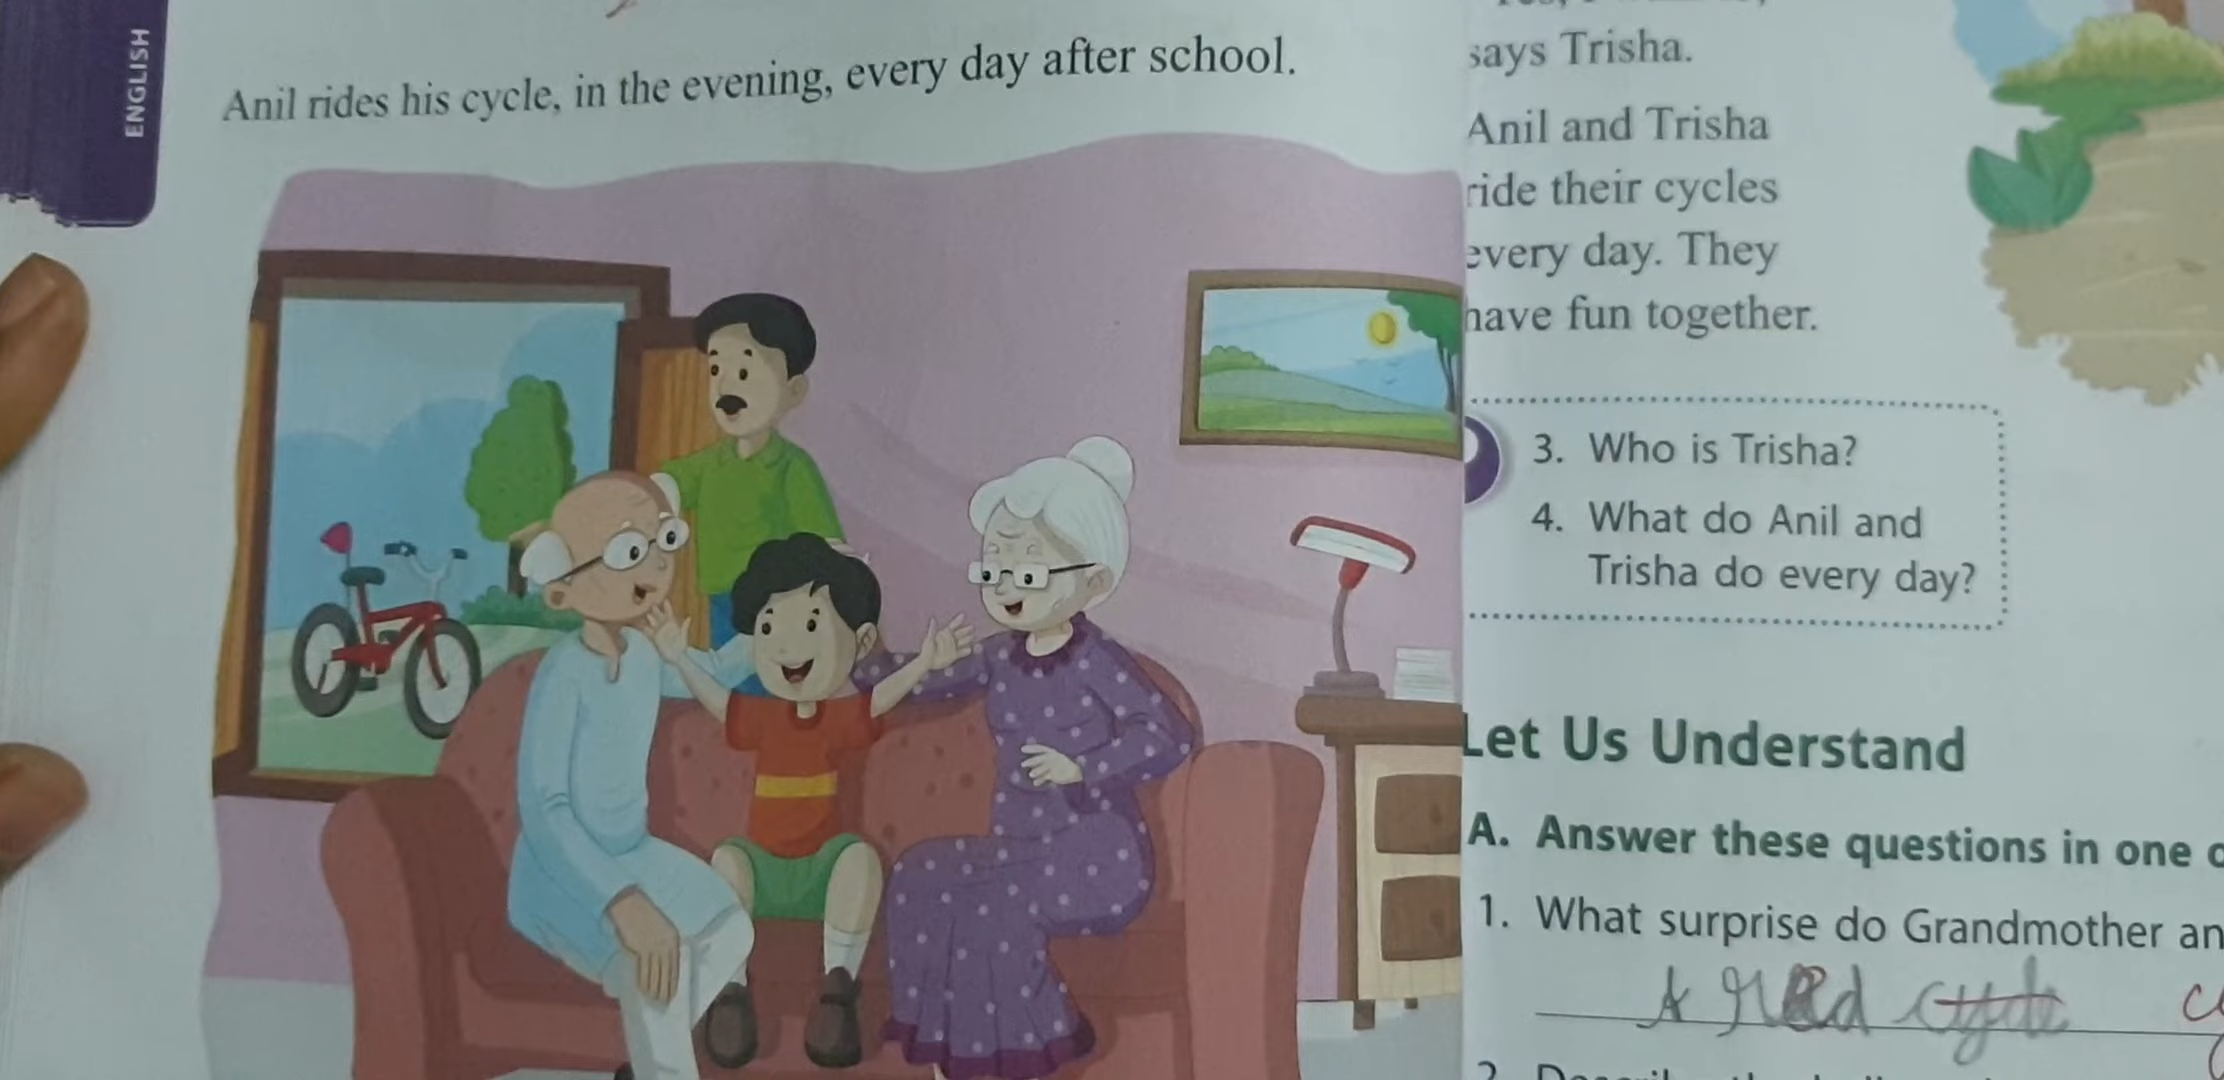 ENGLISH
Anil rides his cycle, in the evening, every day after school.
says Trisha.
Anil and Trisha
ride their cycles
every day. They
have fun together.
3. Who is Trisha?
4. What do Anil and
Trisha do every day?
Let Us Understand
A. Answer these questions in one
1. What surprise do Grandmother an
A red cycle